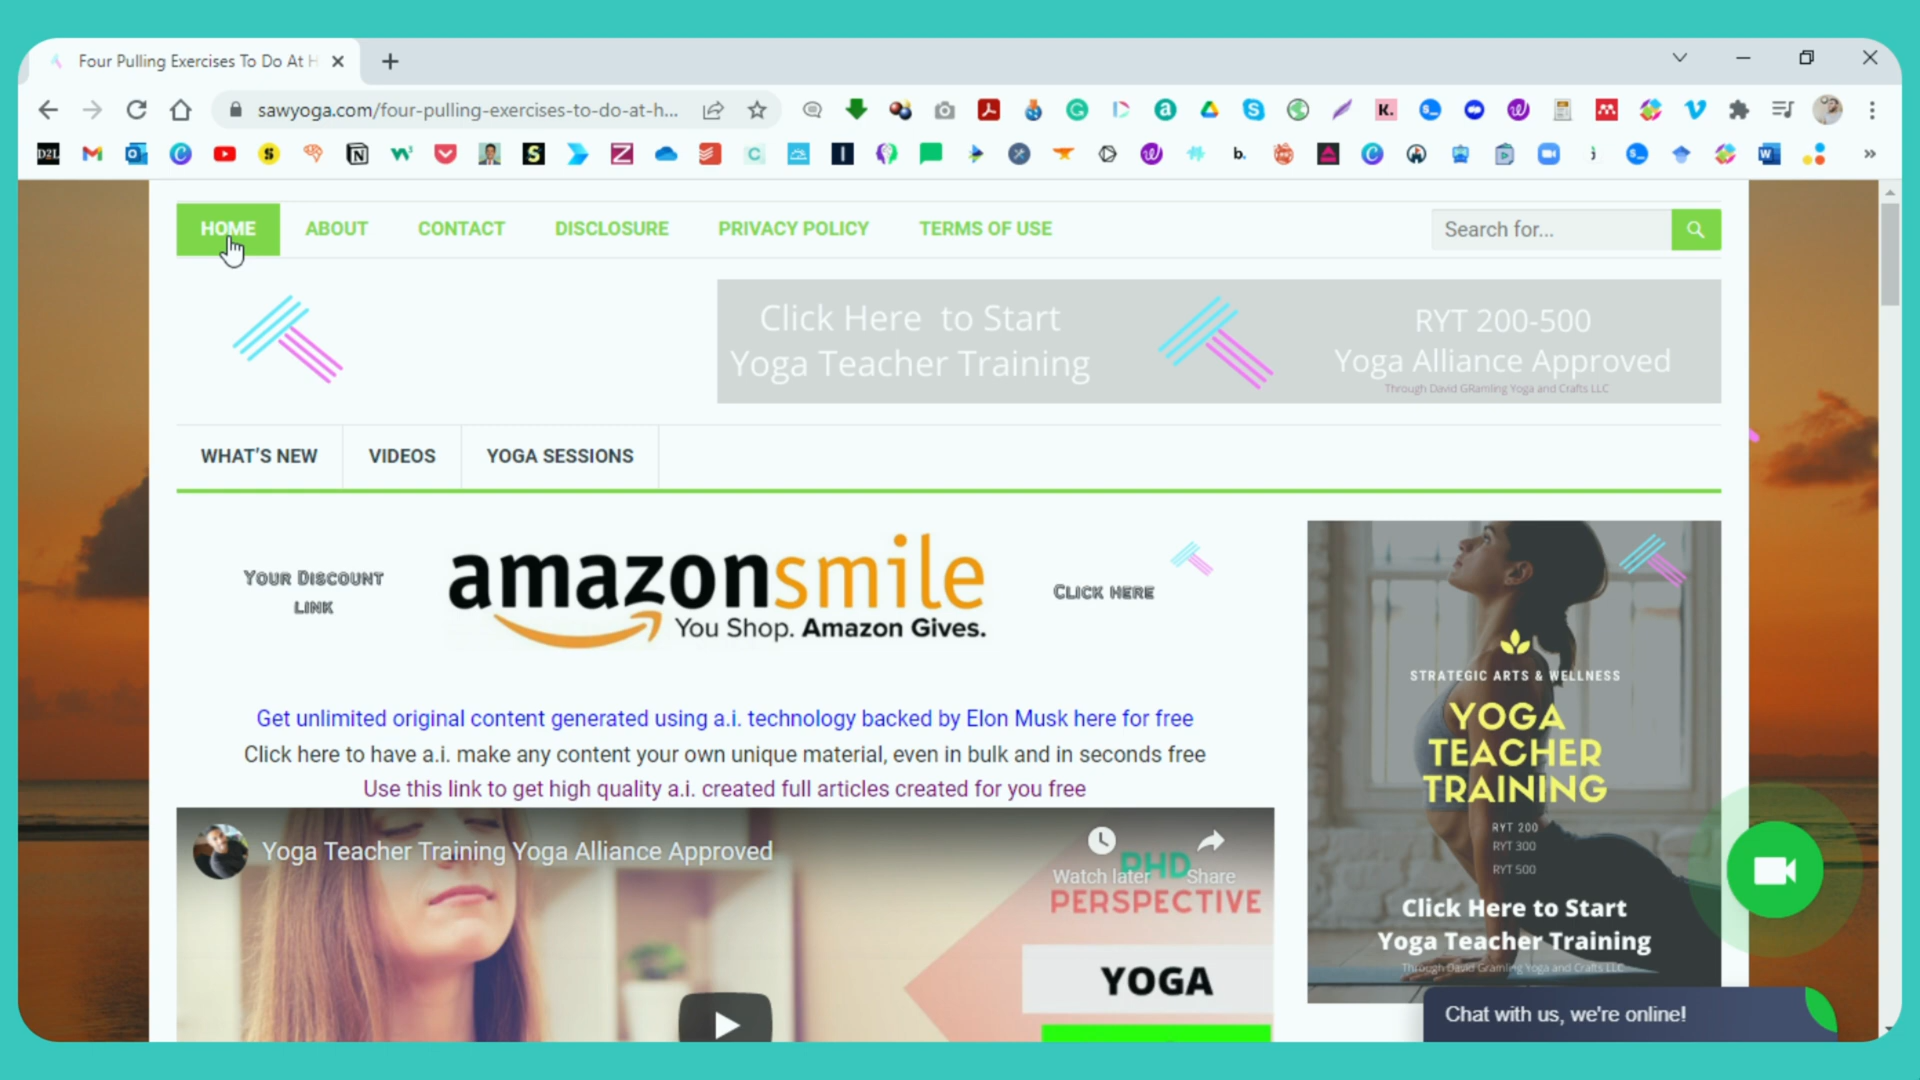 Four Pulling Exercises To Do At H
sawyoga.com/four-pulling-exercises-to-do-at-h...
HOME ABOUT CONTACT DISCLOSURE PRIVACY POLICY TERMS OF USE
Search for...
Click Here to Start
Yoga Teacher Training
RYT 200-500
Yoga Alliance Approved
Through David GRamling Yoga and Crafts LLC
WHAT'S NEW VIDEOS YOGA SESSIONS
Your Discount
Link
amazonsmile
You Shop. Amazon Gives.
Click here
Get unlimited original content generated using a.i. technology backed by Elon Musk here for free
Click here to have a.i. make any content your own unique material, even in bulk and in seconds free
Use this link to get high quality a.i. created full articles created for you free
Yoga Teacher Training Yoga Alliance Approved
Watch later
Share
PHD
PERSPECTIVE
YOGA
STRATEGIC ARTS & WELLNESS
YOGA
TEACHER
TRAINING
RYT 200
RYT 300
RYT 500
Click Here to Start
Yoga Teacher Training
Through David Gramling Yoga and Crafts LLC
Chat with us, we're online!